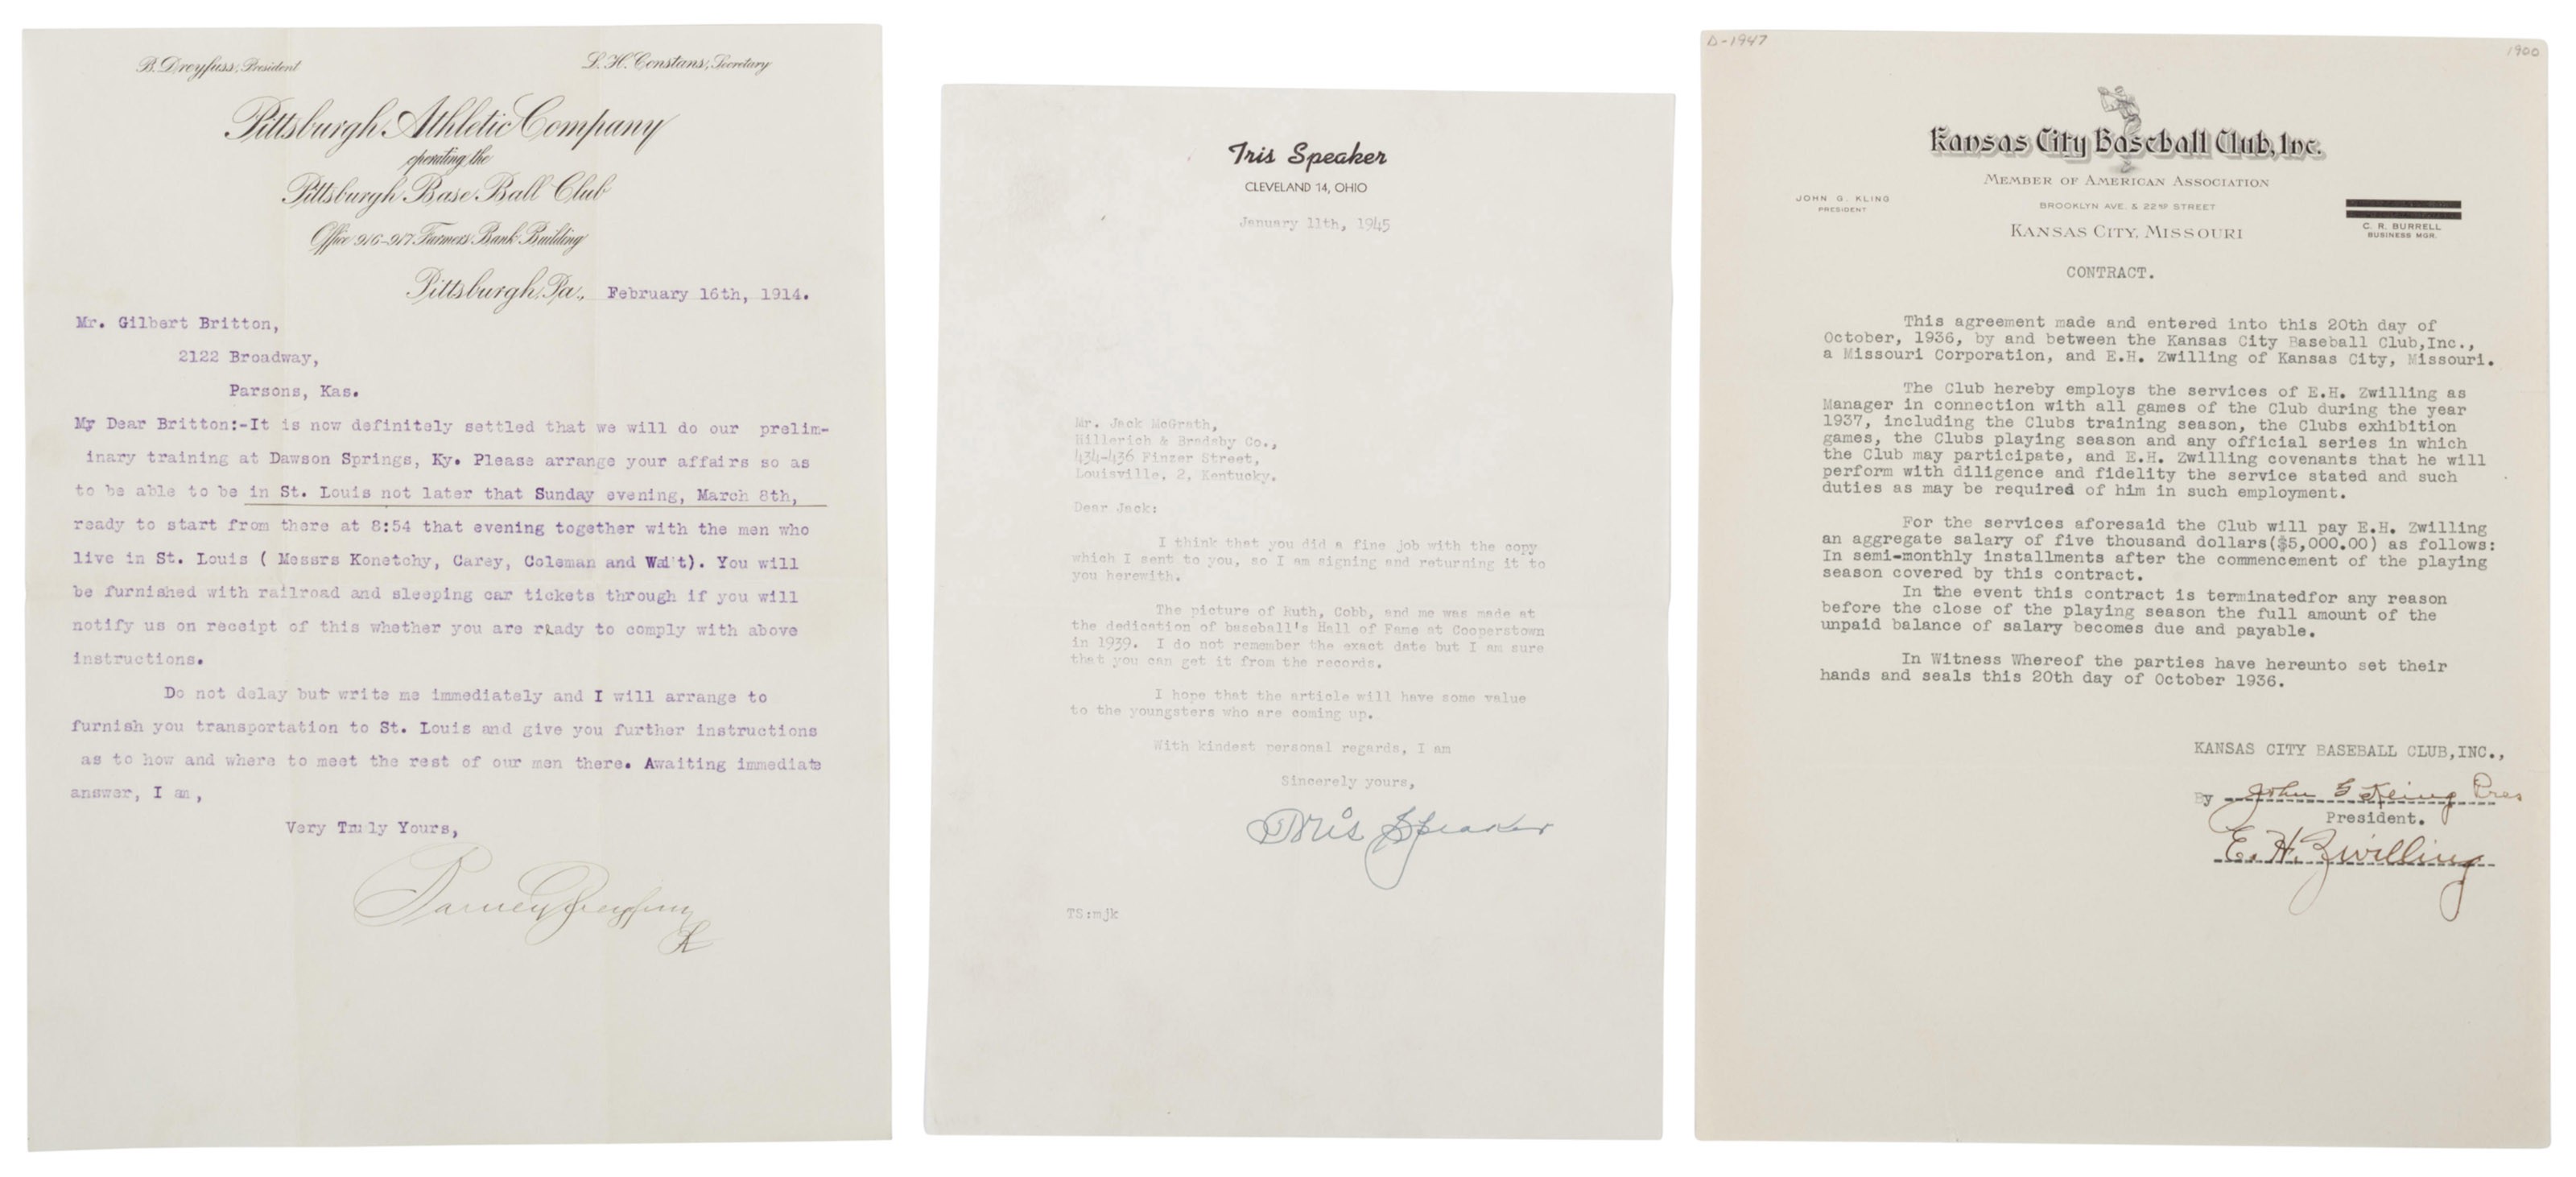 B. Dreyfuss, President
L. H. Constans, Secretary
Pittsburgh Athletic Company
operating the
Pittsburgh Base Ball Club
Office 916-917 Farmers Bank Building
Pittsburgh, Pa., February 16th, 1914.
Mr. Gilbert Britton,
2122 Broadway,
Parsons, Kas.
My Dear Britton:-It is now definitely settled that we will do our prelim-
inary training at Dawson Springs, Ky. Please arrange your affairs so as
to be able to be in St. Louis not later that Sunday evening, March 8th,
ready to start from there at 8:54 that evening together with the men who
live in St. Louis ( Messrs Konetchy, Carey, Coleman and Wait). You will
be furnished with railroad and sleeping car tickets through if you will
notify us on receipt of this whether you are ready to comply with above
instructions.
Do not delay but write me immediately and I will arrange to
furnish you transportation to St. Louis and give you further instructions
as to how and where to meet the rest of our men there. Awaiting immediate
answer, I am,
Very Truly Yours,
Barney Dreyfuss
K
Tris Speaker
CLEVELAND 14, OHIO
January 11th, 1945
Mr. Jack McGrath,
Hillerich & Bradsby Co.,
434-436 Finzer Street,
Louisville, 2, Kentucky.
Dear Jack:
I think that you did a fine job with the copy
which I sent to you, so I am signing and returning it to
you herewith.
The picture of Ruth, Cobb, and me was made at
the dedication of baseball's Hall of Fame at Cooperstown
in 1939. I do not remember the exact date but I am sure
that you can get it from the records.
I hope that the article will have some value
to the youngsters who are coming up.
With kindest personal regards, I am
Sincerely yours,
Tris Speaker
TS:mjk
D-1947
1900
Kansas City Baseball Club, Inc.
MEMBER OF AMERICAN ASSOCIATION
JOHN G. KLING
PRESIDENT
BROOKLYN AVE. & 22ND STREET
KANSAS CITY, MISSOURI
C. R. BURRELL
BUSINESS MGR.
CONTRACT.
This agreement made and entered into this 20th day of
October, 1936, by and between the Kansas City Baseball Club,Inc.,
a Missouri Corporation, and E.H. Zwilling of Kansas City, Missouri.
The Club hereby employs the services of E.H. Zwilling as
Manager in connection with all games of the Club during the year
1937, including the Clubs training season, the Clubs exhibition
games, the Clubs playing season and any official series in which
the Club may participate, and E.H. Zwilling covenants that he will
perform with diligence and fidelity the service stated and such
duties as may be required of him in such employment.
For the services aforesaid the Club will pay E.H. Zwilling
an aggregate salary of five thousand dollars($5,000.00) as follows:
In semi-monthly installments after the commencement of the playing
season covered by this contract.
In the event this contract is terminatedfor any reason
before the close of the playing season the full amount of the
unpaid balance of salary becomes due and payable.
In Witness Whereof the parties have hereunto set their
hands and seals this 20th day of October 1936.
KANSAS CITY BASEBALL CLUB,INC.,
By John G Kling Pres
President.
E. H. Zwilling